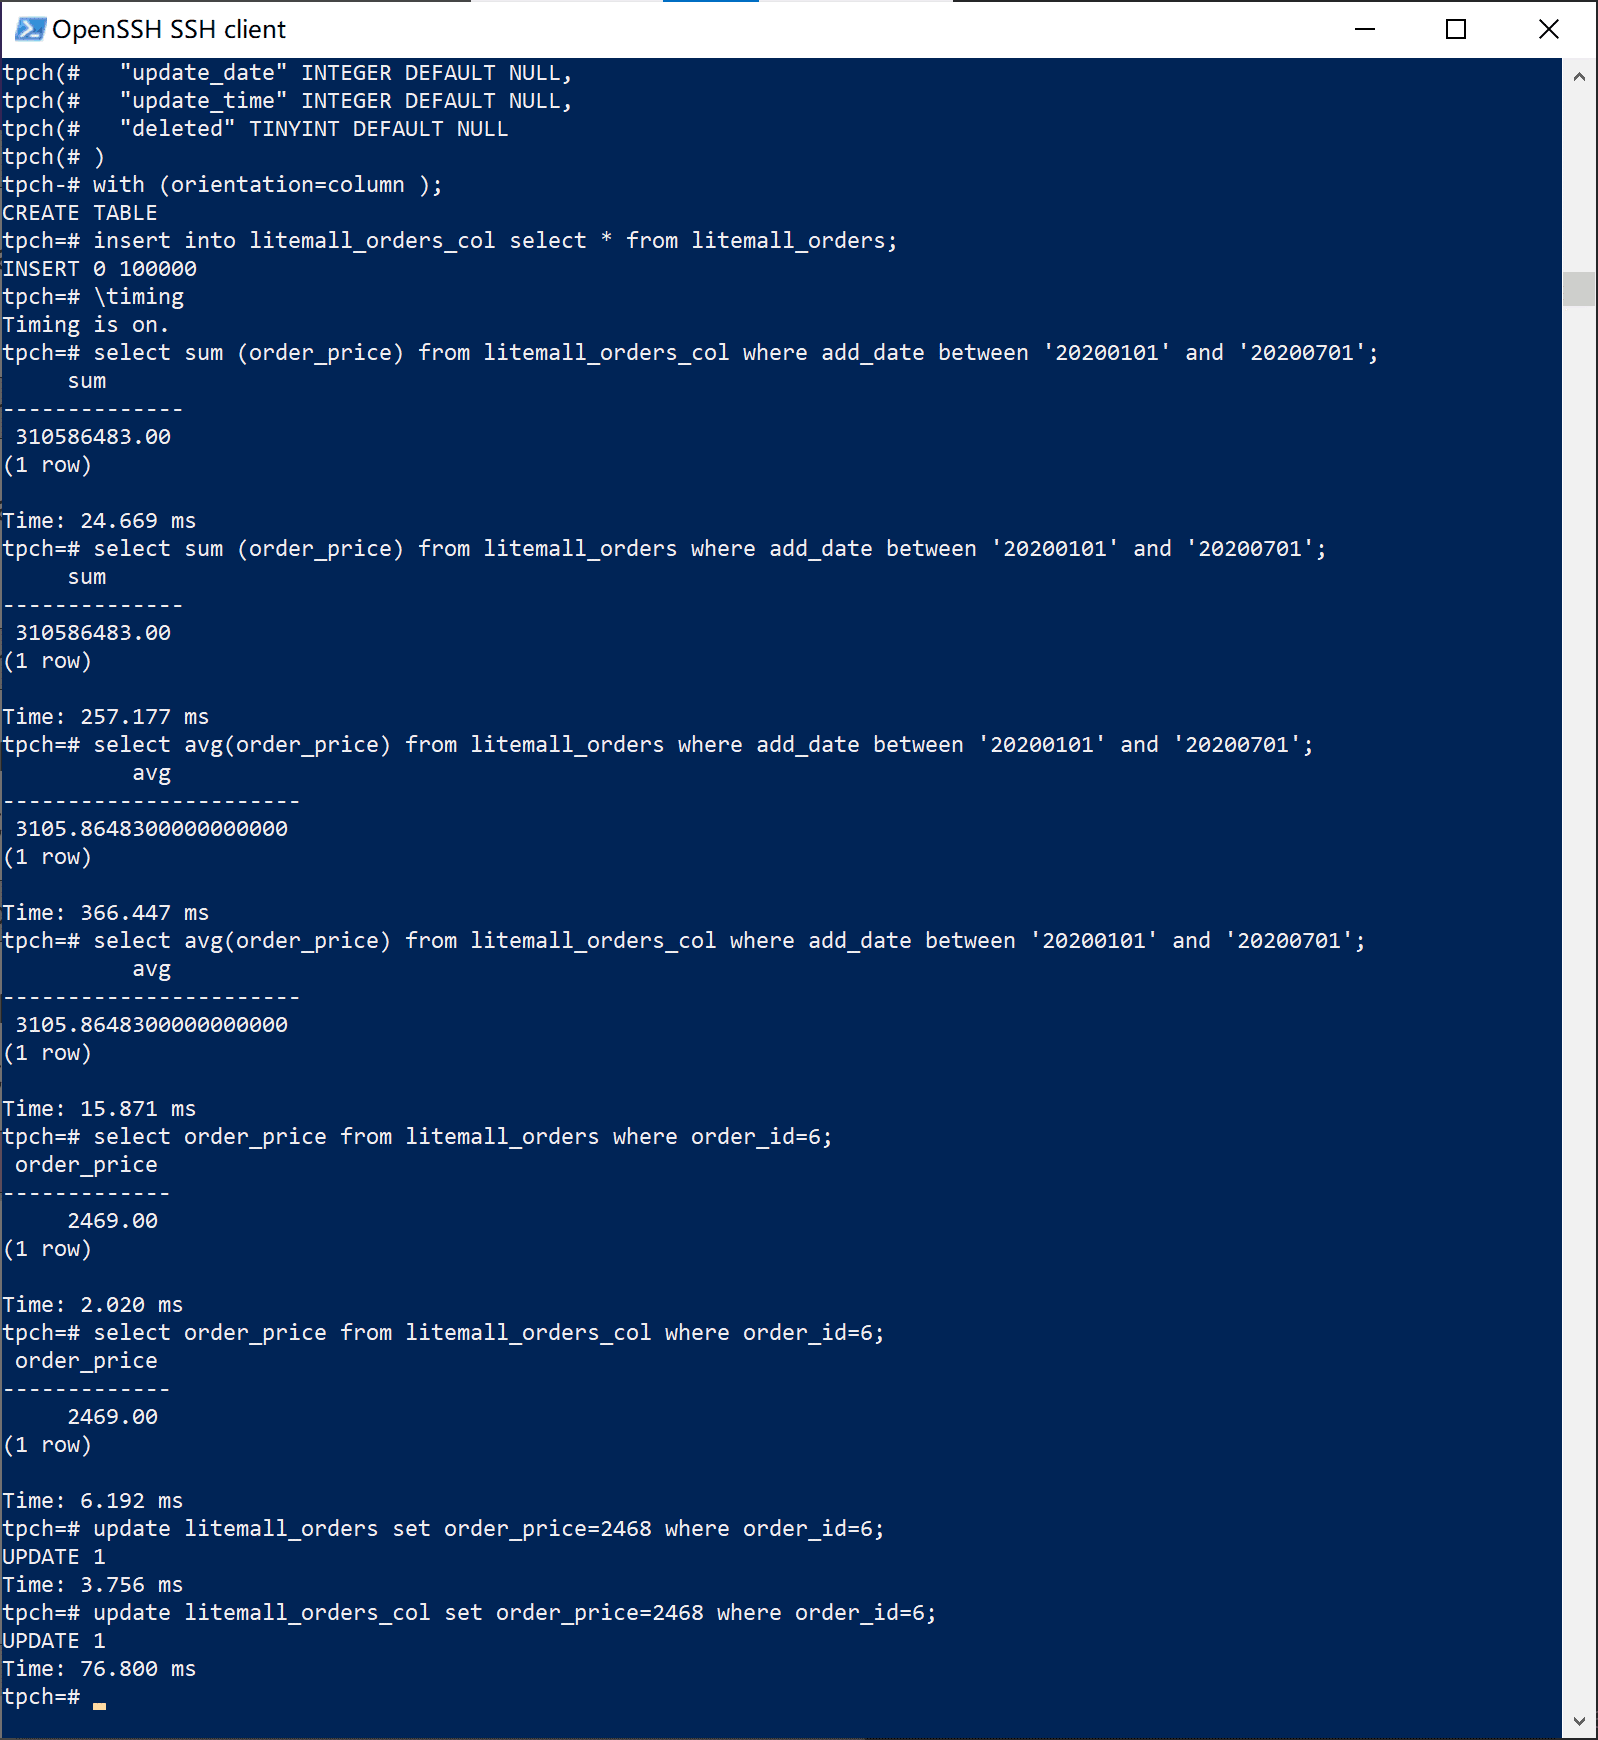 OpenSSH SSH client
tpch(#   "update_date" INTEGER DEFAULT NULL,
tpch(#   "update_time" INTEGER DEFAULT NULL,
tpch(#   "deleted" TINYINT DEFAULT NULL
tpch(# )
tpch-# with (orientation=column );
CREATE TABLE
tpch=# insert into litemall_orders_col select * from litemall_orders;
INSERT 0 100000
tpch=# \timing
Timing is on.
tpch=# select sum (order_price) from litemall_orders_col where add_date between '20200101' and '20200701';
     sum
--------------
 310586483.00
(1 row)

Time: 24.669 ms
tpch=# select sum (order_price) from litemall_orders where add_date between '20200101' and '20200701';
     sum
--------------
 310586483.00
(1 row)

Time: 257.177 ms
tpch=# select avg(order_price) from litemall_orders where add_date between '20200101' and '20200701';
          avg
-----------------------
 3105.8648300000000000
(1 row)

Time: 366.447 ms
tpch=# select avg(order_price) from litemall_orders_col where add_date between '20200101' and '20200701';
          avg
-----------------------
 3105.8648300000000000
(1 row)

Time: 15.871 ms
tpch=# select order_price from litemall_orders where order_id=6;
 order_price
-------------
     2469.00
(1 row)

Time: 2.020 ms
tpch=# select order_price from litemall_orders_col where order_id=6;
 order_price
-------------
     2469.00
(1 row)

Time: 6.192 ms
tpch=# update litemall_orders set order_price=2468 where order_id=6;
UPDATE 1
Time: 3.756 ms
tpch=# update litemall_orders_col set order_price=2468 where order_id=6;
UPDATE 1
Time: 76.800 ms
tpch=#